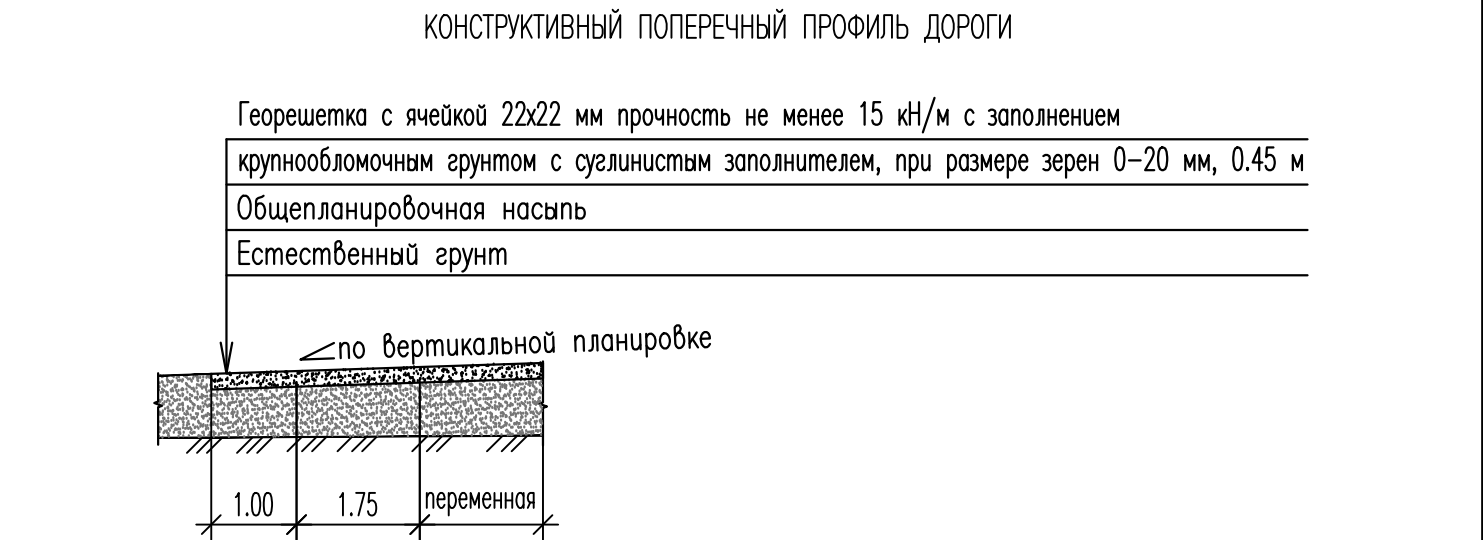 КОНСТРУКТИВНЫЙ ПОПЕРЕЧНЫЙ ПРОФИЛЬ ДОРОГИ
Георешетка с ячейкой 22х22 мм прочность не менее 15 кН/м с заполнением
крупнообломочным грунтом с суглинистым заполнителем, при размере зерен 0–20 мм, 0.45 м
Общепланировочная насыпь
Естественный грунт
по вертикальной планировке
1.00 1.75 переменная